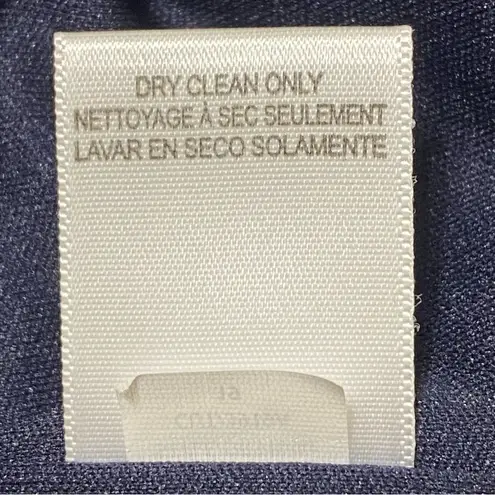 DRY CLEAN ONLY
NETTOYAGE À SEC SEULEMENT
LAVAR EN SECO SOLAMENTE